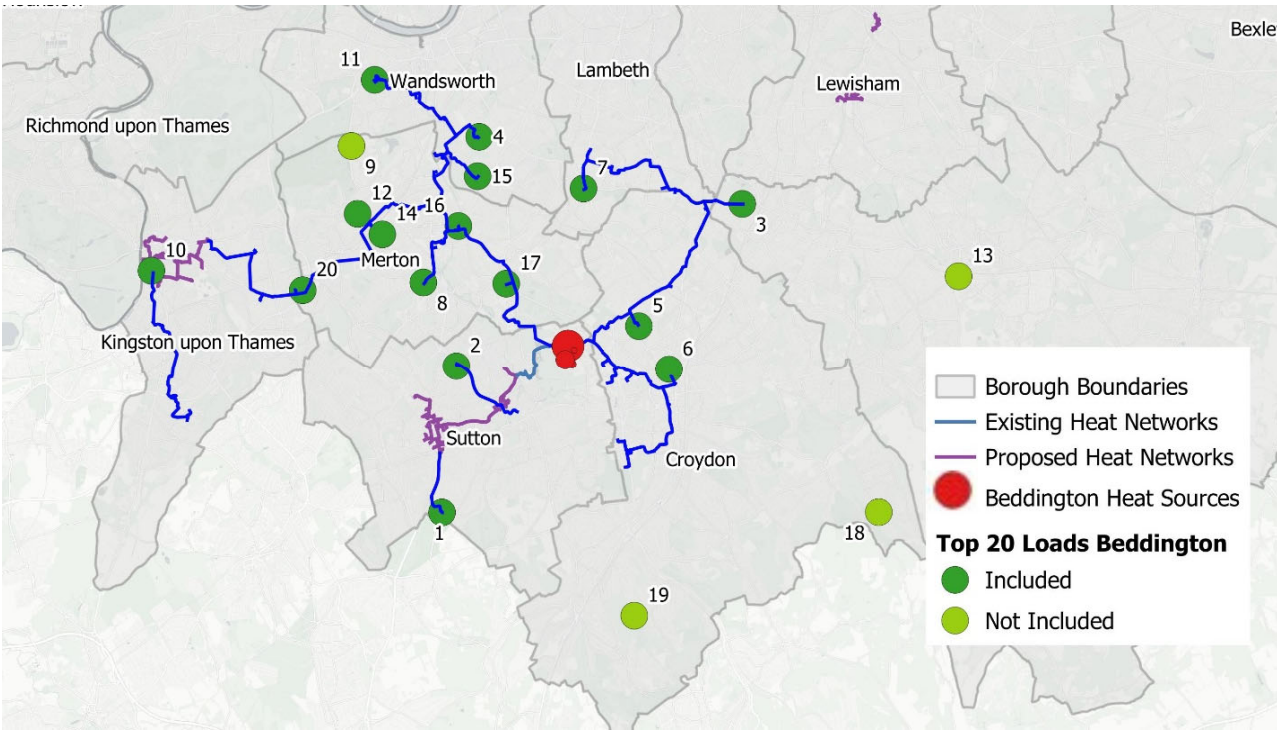 11
Wandsworth
Lambeth
Lewisham
Bexle
Richmond upon Thames
4
9
15
7
12
14
16
3
10
20
Merton
17
13
8
5
Kingston upon Thames
2
6
Sutton
Croydon
1
18
19
Borough Boundaries
Existing Heat Networks
Proposed Heat Networks
Beddington Heat Sources
Top 20 Loads Beddington
Included
Not Included